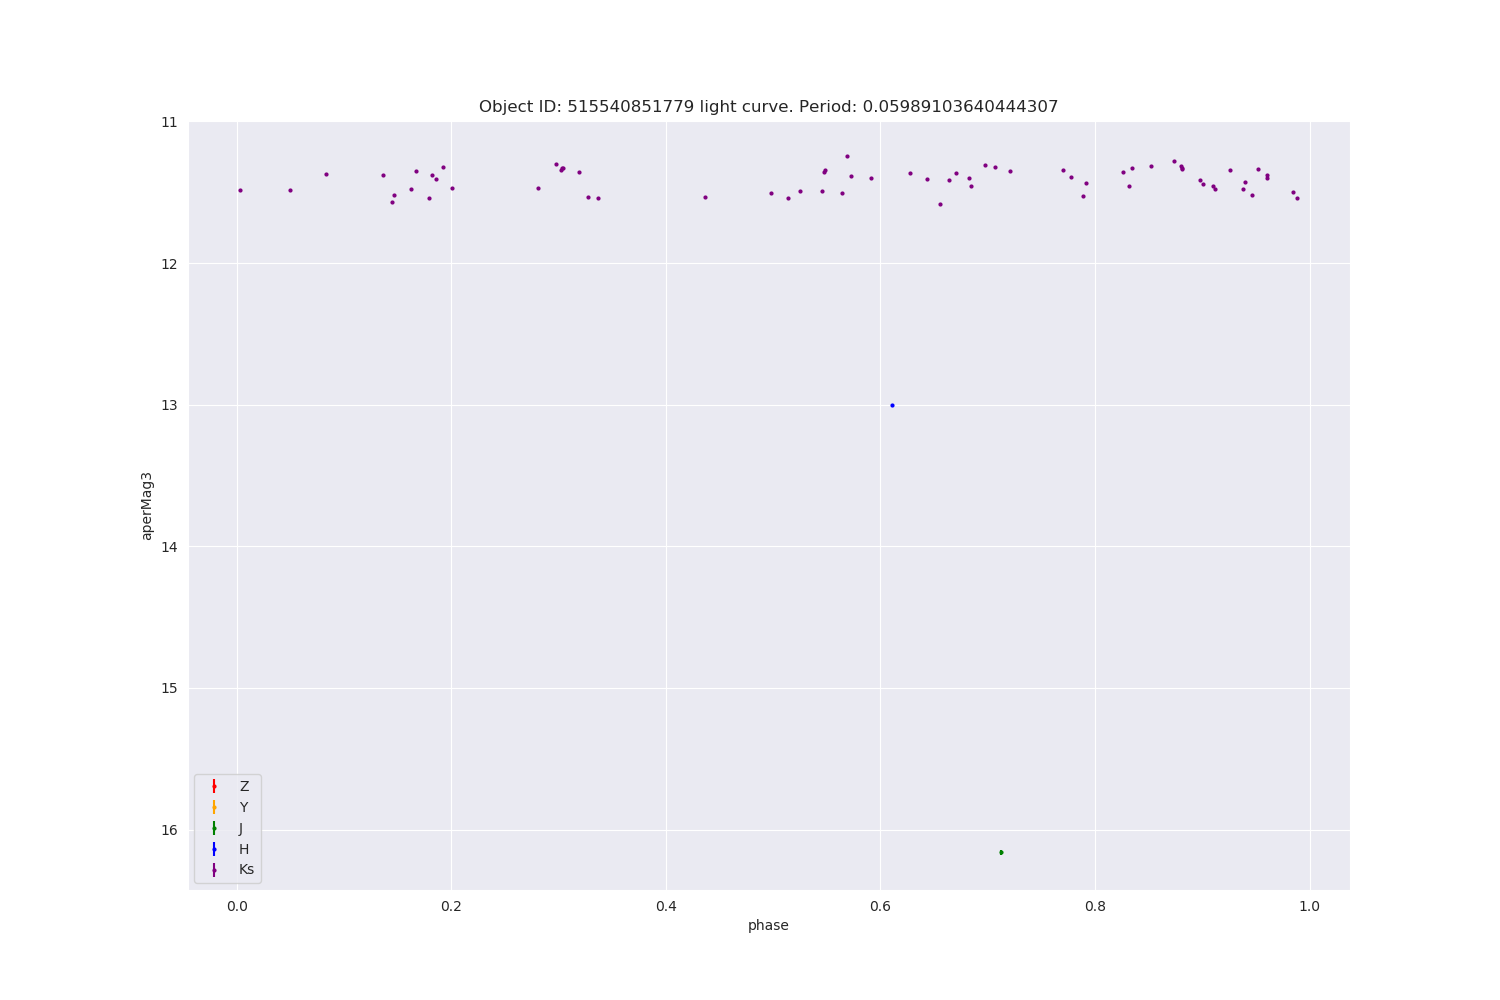 Object ID: 515540851779 light curve. Period: 0.05989103640444307
11
12
13
14
15
16
aperMag3
Z
Y
J
H
Ks
0.0 0.2 0.4 0.6 0.8 1.0
phase